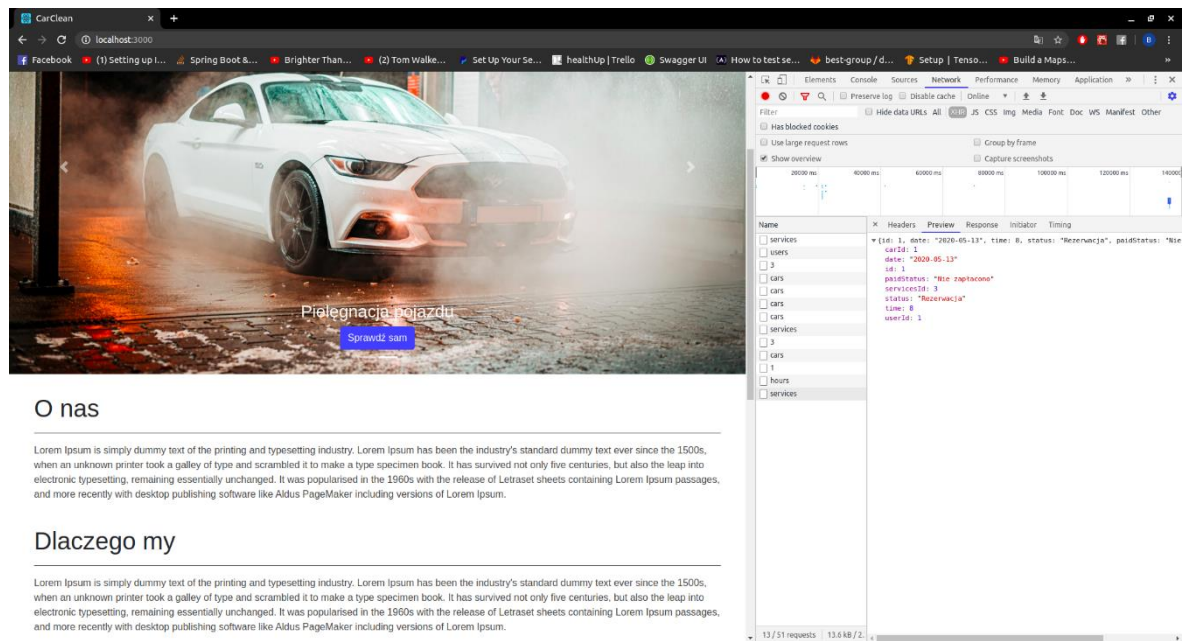 CarClean
localhost:3000
Facebook (1) Setting up I... Spring Boot &... Brighter Than... (2) Tom Walke... Set Up Your Se... healthUp | Trello Swagger UI How to test se... best-group / d... Setup | Tenso... Build a Maps... »
Pielęgnacja pojazdu
Sprawdź sam
O nas
Lorem Ipsum is simply dummy text of the printing and typesetting industry. Lorem Ipsum has been the industry's standard dummy text ever since the 1500s,
when an unknown printer took a galley of type and scrambled it to make a type specimen book. It has survived not only five centuries, but also the leap into
electronic typesetting, remaining essentially unchanged. It was popularised in the 1960s with the release of Letraset sheets containing Lorem Ipsum passages,
and more recently with desktop publishing software like Aldus PageMaker including versions of Lorem Ipsum.
Dlaczego my
Lorem Ipsum is simply dummy text of the printing and typesetting industry. Lorem Ipsum has been the industry's standard dummy text ever since the 1500s,
when an unknown printer took a galley of type and scrambled it to make a type specimen book. It has survived not only five centuries, but also the leap into
electronic typesetting, remaining essentially unchanged. It was popularised in the 1960s with the release of Letraset sheets containing Lorem Ipsum passages,
and more recently with desktop publishing software like Aldus PageMaker including versions of Lorem Ipsum.
Elements Console Sources Network Performance Memory Application »
Preserve log Disable cache Online
Filter Hide data URLs All XHR JS CSS Img Media Font Doc WS Manifest Other
Has blocked cookies
Use large request rows Group by frame
Show overview Capture screenshots
20000 ms 40000 ms 60000 ms 80000 ms 100000 ms 120000 ms 140000
Name
services
users
3
cars
cars
cars
cars
services
3
cars
1
hours
services
13 / 51 requests 13.6 kB / 2.
× Headers Preview Response Initiator Timing
{id: 1, date: "2020-05-13", time: 8, status: "Rezerwacja", paidStatus: "Nie
carId: 1
date: "2020-05-13"
id: 1
paidStatus: "Nie zapłacono"
servicesId: 3
status: "Rezerwacja"
time: 8
userId: 1